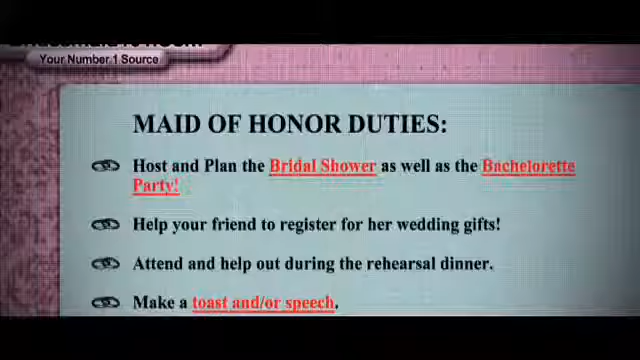 Your Number 1 Source
MAID OF HONOR DUTIES:
Host and Plan the Bridal Shower as well as the Bachelorette
Party!
Help your friend to register for her wedding gifts!
Attend and help out during the rehearsal dinner.
Make a toast and/or speech.